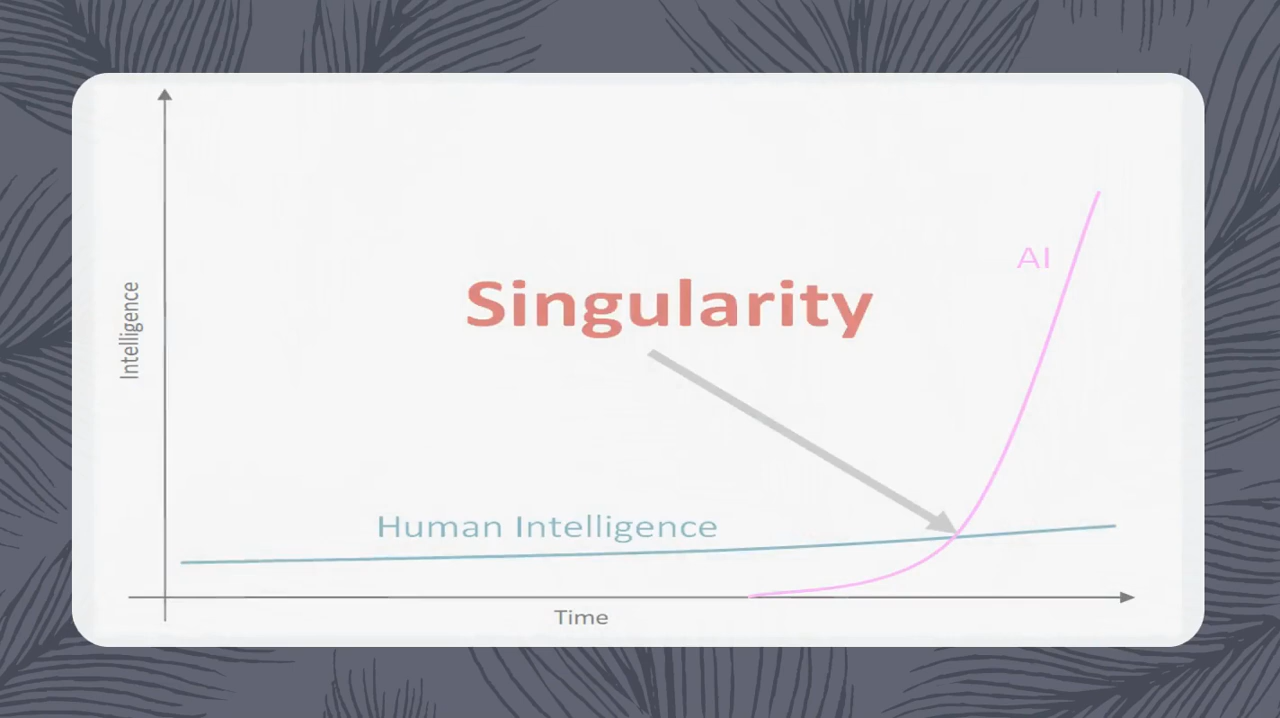 Intelligence
Singularity
AI
Human Intelligence
Time